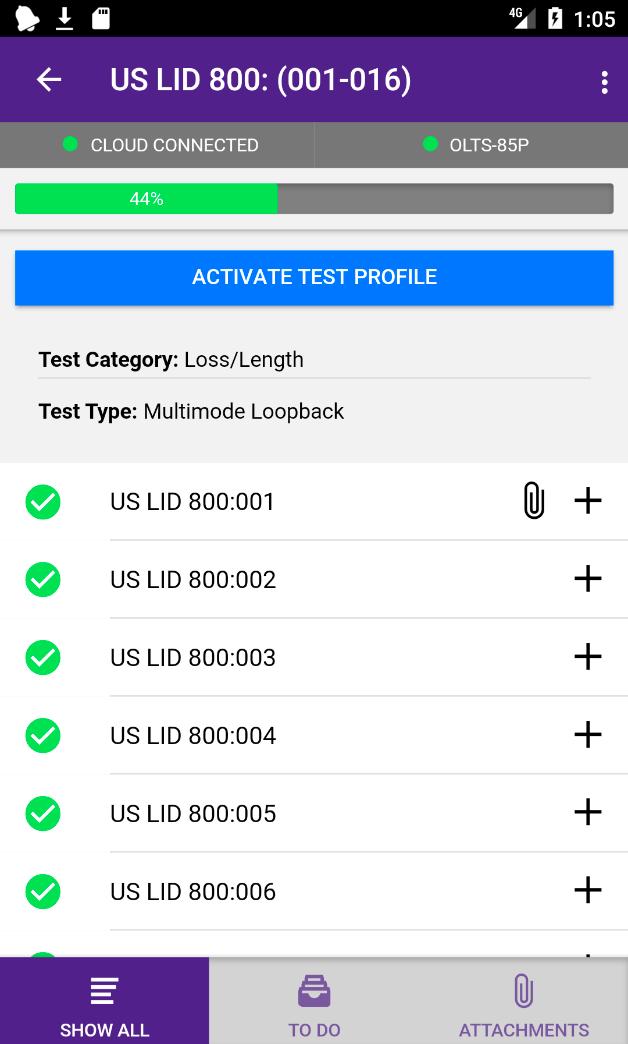 4G 1:05
US LID 800: (001-016)
CLOUD CONNECTED OLTS-85P
44%
ACTIVATE TEST PROFILE
Test Category: Loss/Length
Test Type: Multimode Loopback
US LID 800:001
US LID 800:002
US LID 800:003
US LID 800:004
US LID 800:005
US LID 800:006
SHOW ALL TO DO ATTACHMENTS